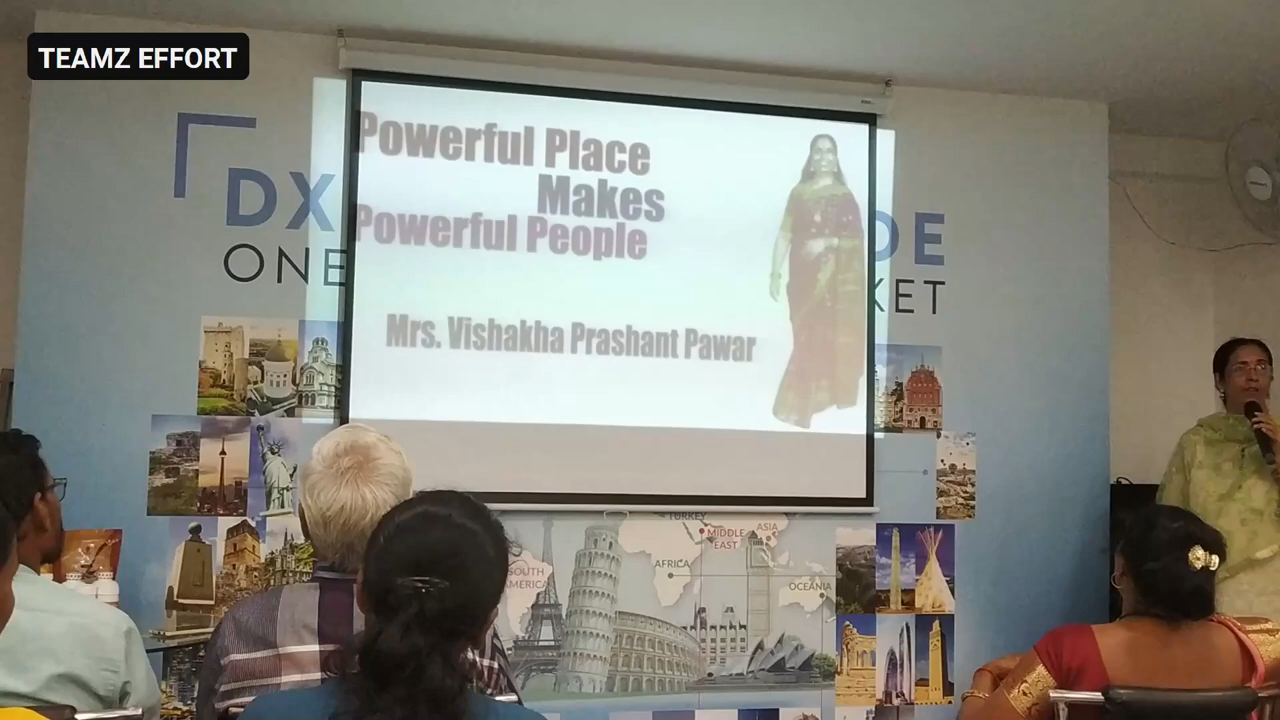 TEAMZ EFFORT
Powerful Place
Makes
Powerful People
Mrs. Vishakha Prashant Pawar
DX
DE
ONE
KET
TURKEY
MIDDLE
EAST
ASIA
AFRICA
SOUTH
AMERICA
OCEANIA